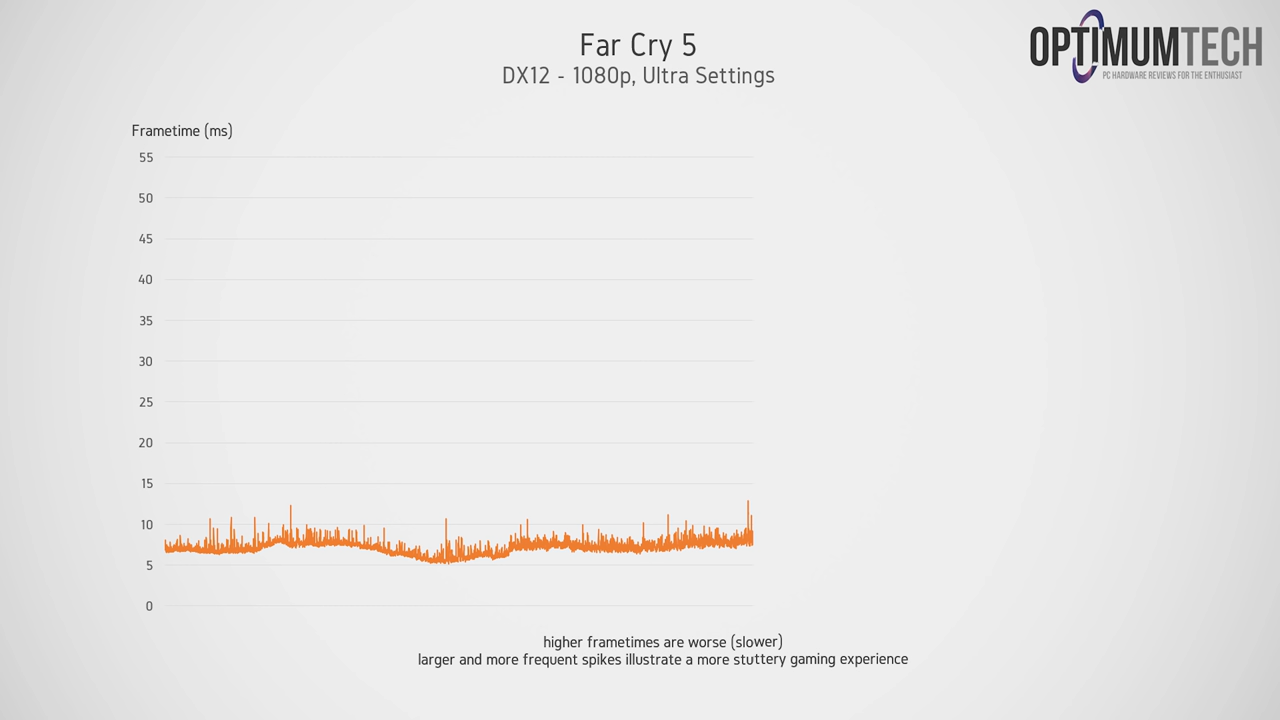 Far Cry 5
DX12 - 1080p, Ultra Settings
OPTIMUMTECH
PC HARDWARE REVIEWS FOR THE ENTHUSIAST
Frametime (ms)
55
50
45
40
35
30
25
20
15
10
5
0
higher frametimes are worse (slower)
larger and more frequent spikes illustrate a more stuttery gaming experience